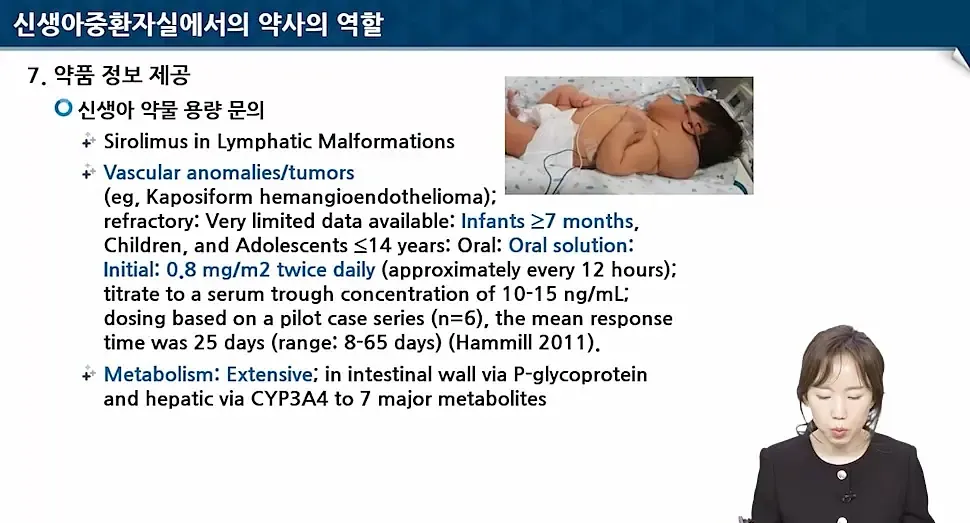 신생아중환자실에서의 약사의 역할
7. 약품 정보 제공
신생아 약물 용량 문의
Sirolimus in Lymphatic Malformations
Vascular anomalies/tumors
(eg, Kaposiform hemangioendothelioma);
refractory: Very limited data available: Infants ≥7 months,
Children, and Adolescents ≤14 years: Oral: Oral solution:
Initial: 0.8 mg/m2 twice daily (approximately every 12 hours);
titrate to a serum trough concentration of 10-15 ng/mL;
dosing based on a pilot case series (n=6), the mean response
time was 25 days (range: 8-65 days) (Hammill 2011).
Metabolism: Extensive; in intestinal wall via P-glycoprotein
and hepatic via CYP3A4 to 7 major metabolites